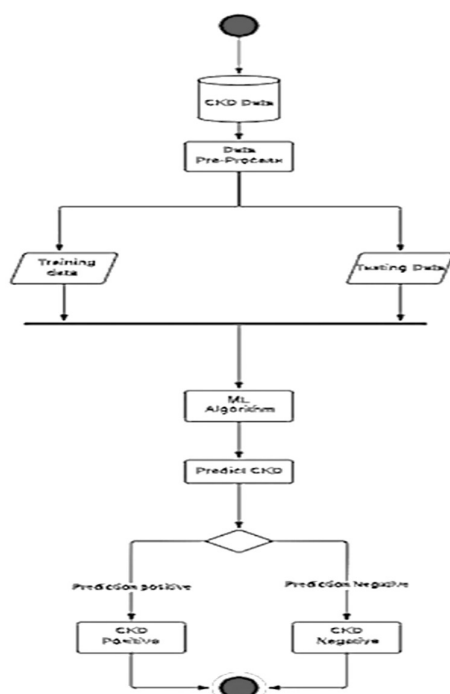 CKD Data
Data
Pre-Process
Training
data
Testing Data
ML
Algorithm
Predict CKD
Prediction positive
Prediction Negative
CKD
Positive
CKD
Negative